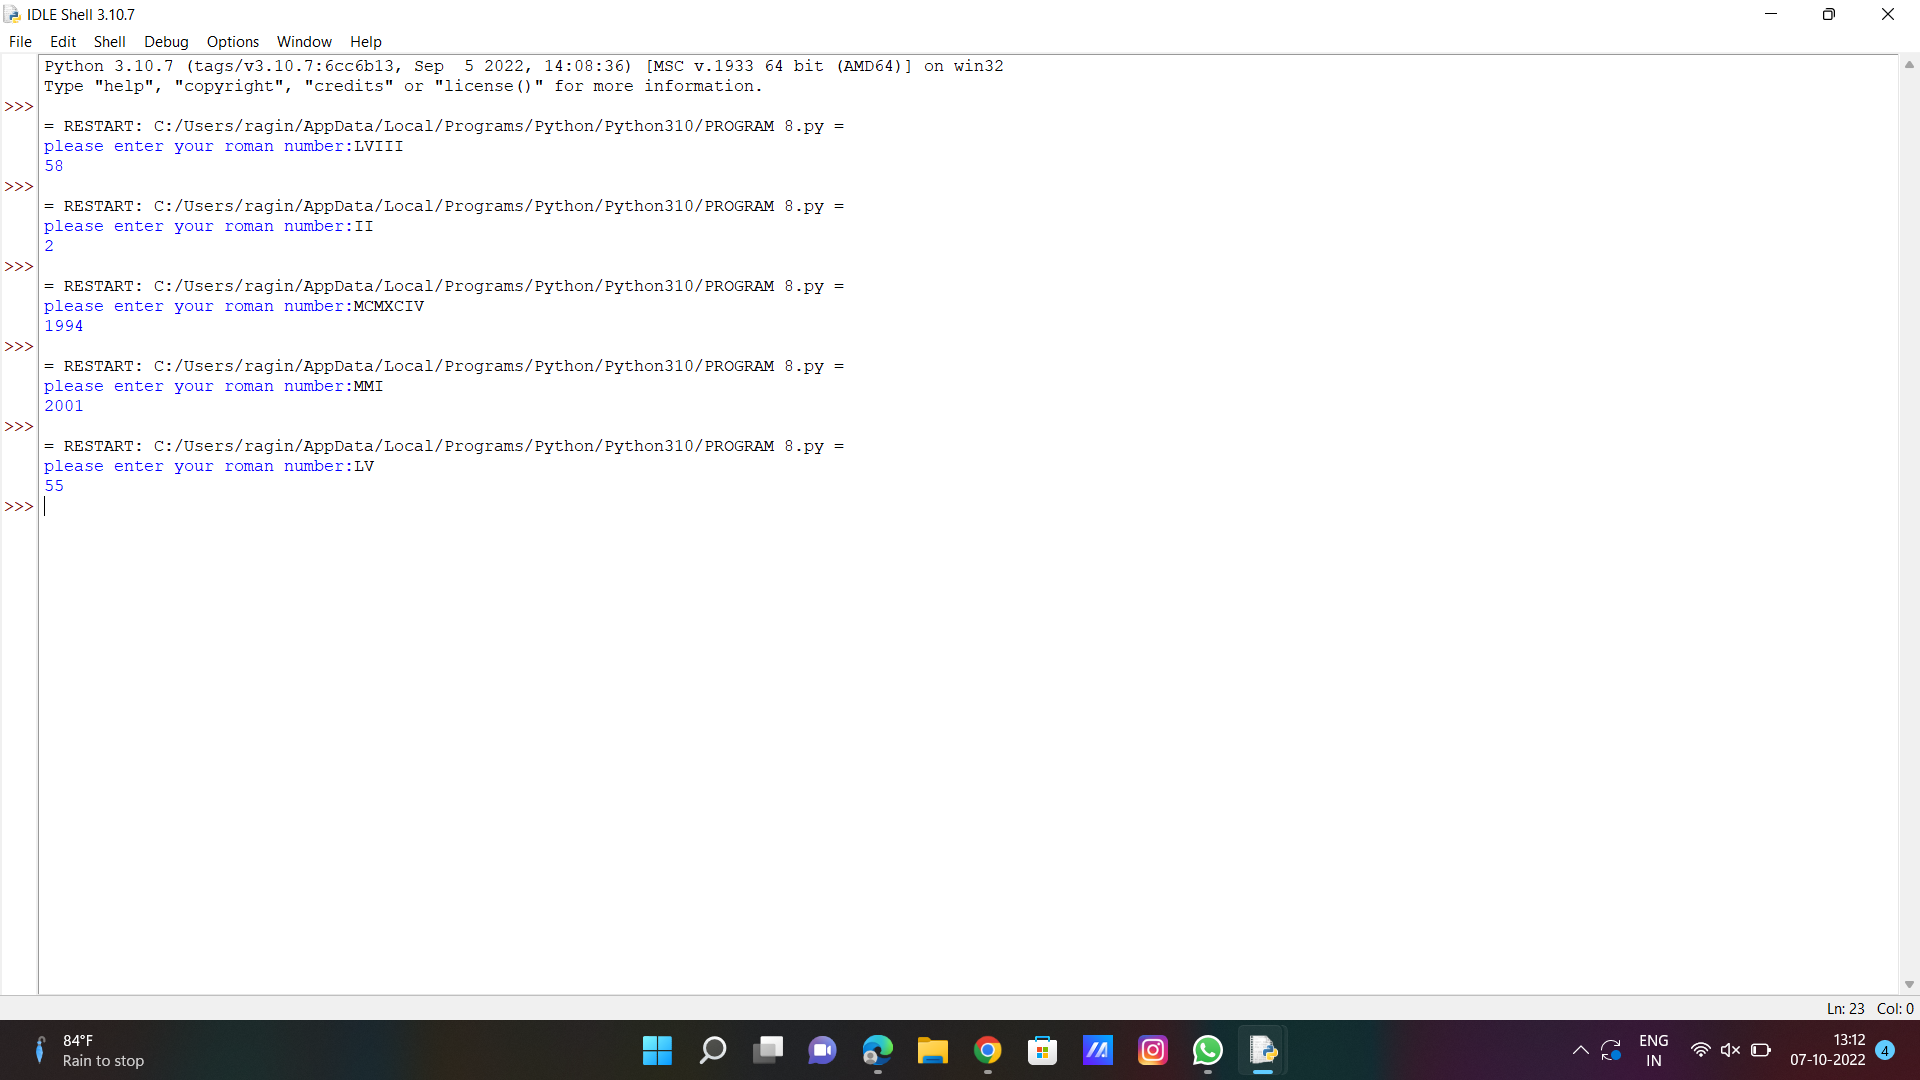 IDLE Shell 3.10.7
File Edit Shell Debug Options Window Help
Python 3.10.7 (tags/v3.10.7:6cc6b13, Sep  5 2022, 14:08:36) [MSC v.1933 64 bit (AMD64)] on win32
Type "help", "copyright", "credits" or "license()" for more information.
>>>
= RESTART: C:/Users/ragin/AppData/Local/Programs/Python/Python310/PROGRAM 8.py =
please enter your roman number:LVIII
58
>>>
= RESTART: C:/Users/ragin/AppData/Local/Programs/Python/Python310/PROGRAM 8.py =
please enter your roman number:II
2
>>>
= RESTART: C:/Users/ragin/AppData/Local/Programs/Python/Python310/PROGRAM 8.py =
please enter your roman number:MCMXCIV
1994
>>>
= RESTART: C:/Users/ragin/AppData/Local/Programs/Python/Python310/PROGRAM 8.py =
please enter your roman number:MMI
2001
>>>
= RESTART: C:/Users/ragin/AppData/Local/Programs/Python/Python310/PROGRAM 8.py =
please enter your roman number:LV
55
>>>
Ln: 23 Col: 0
84°F
Rain to stop
ENG
IN
13:12
07-10-2022
4